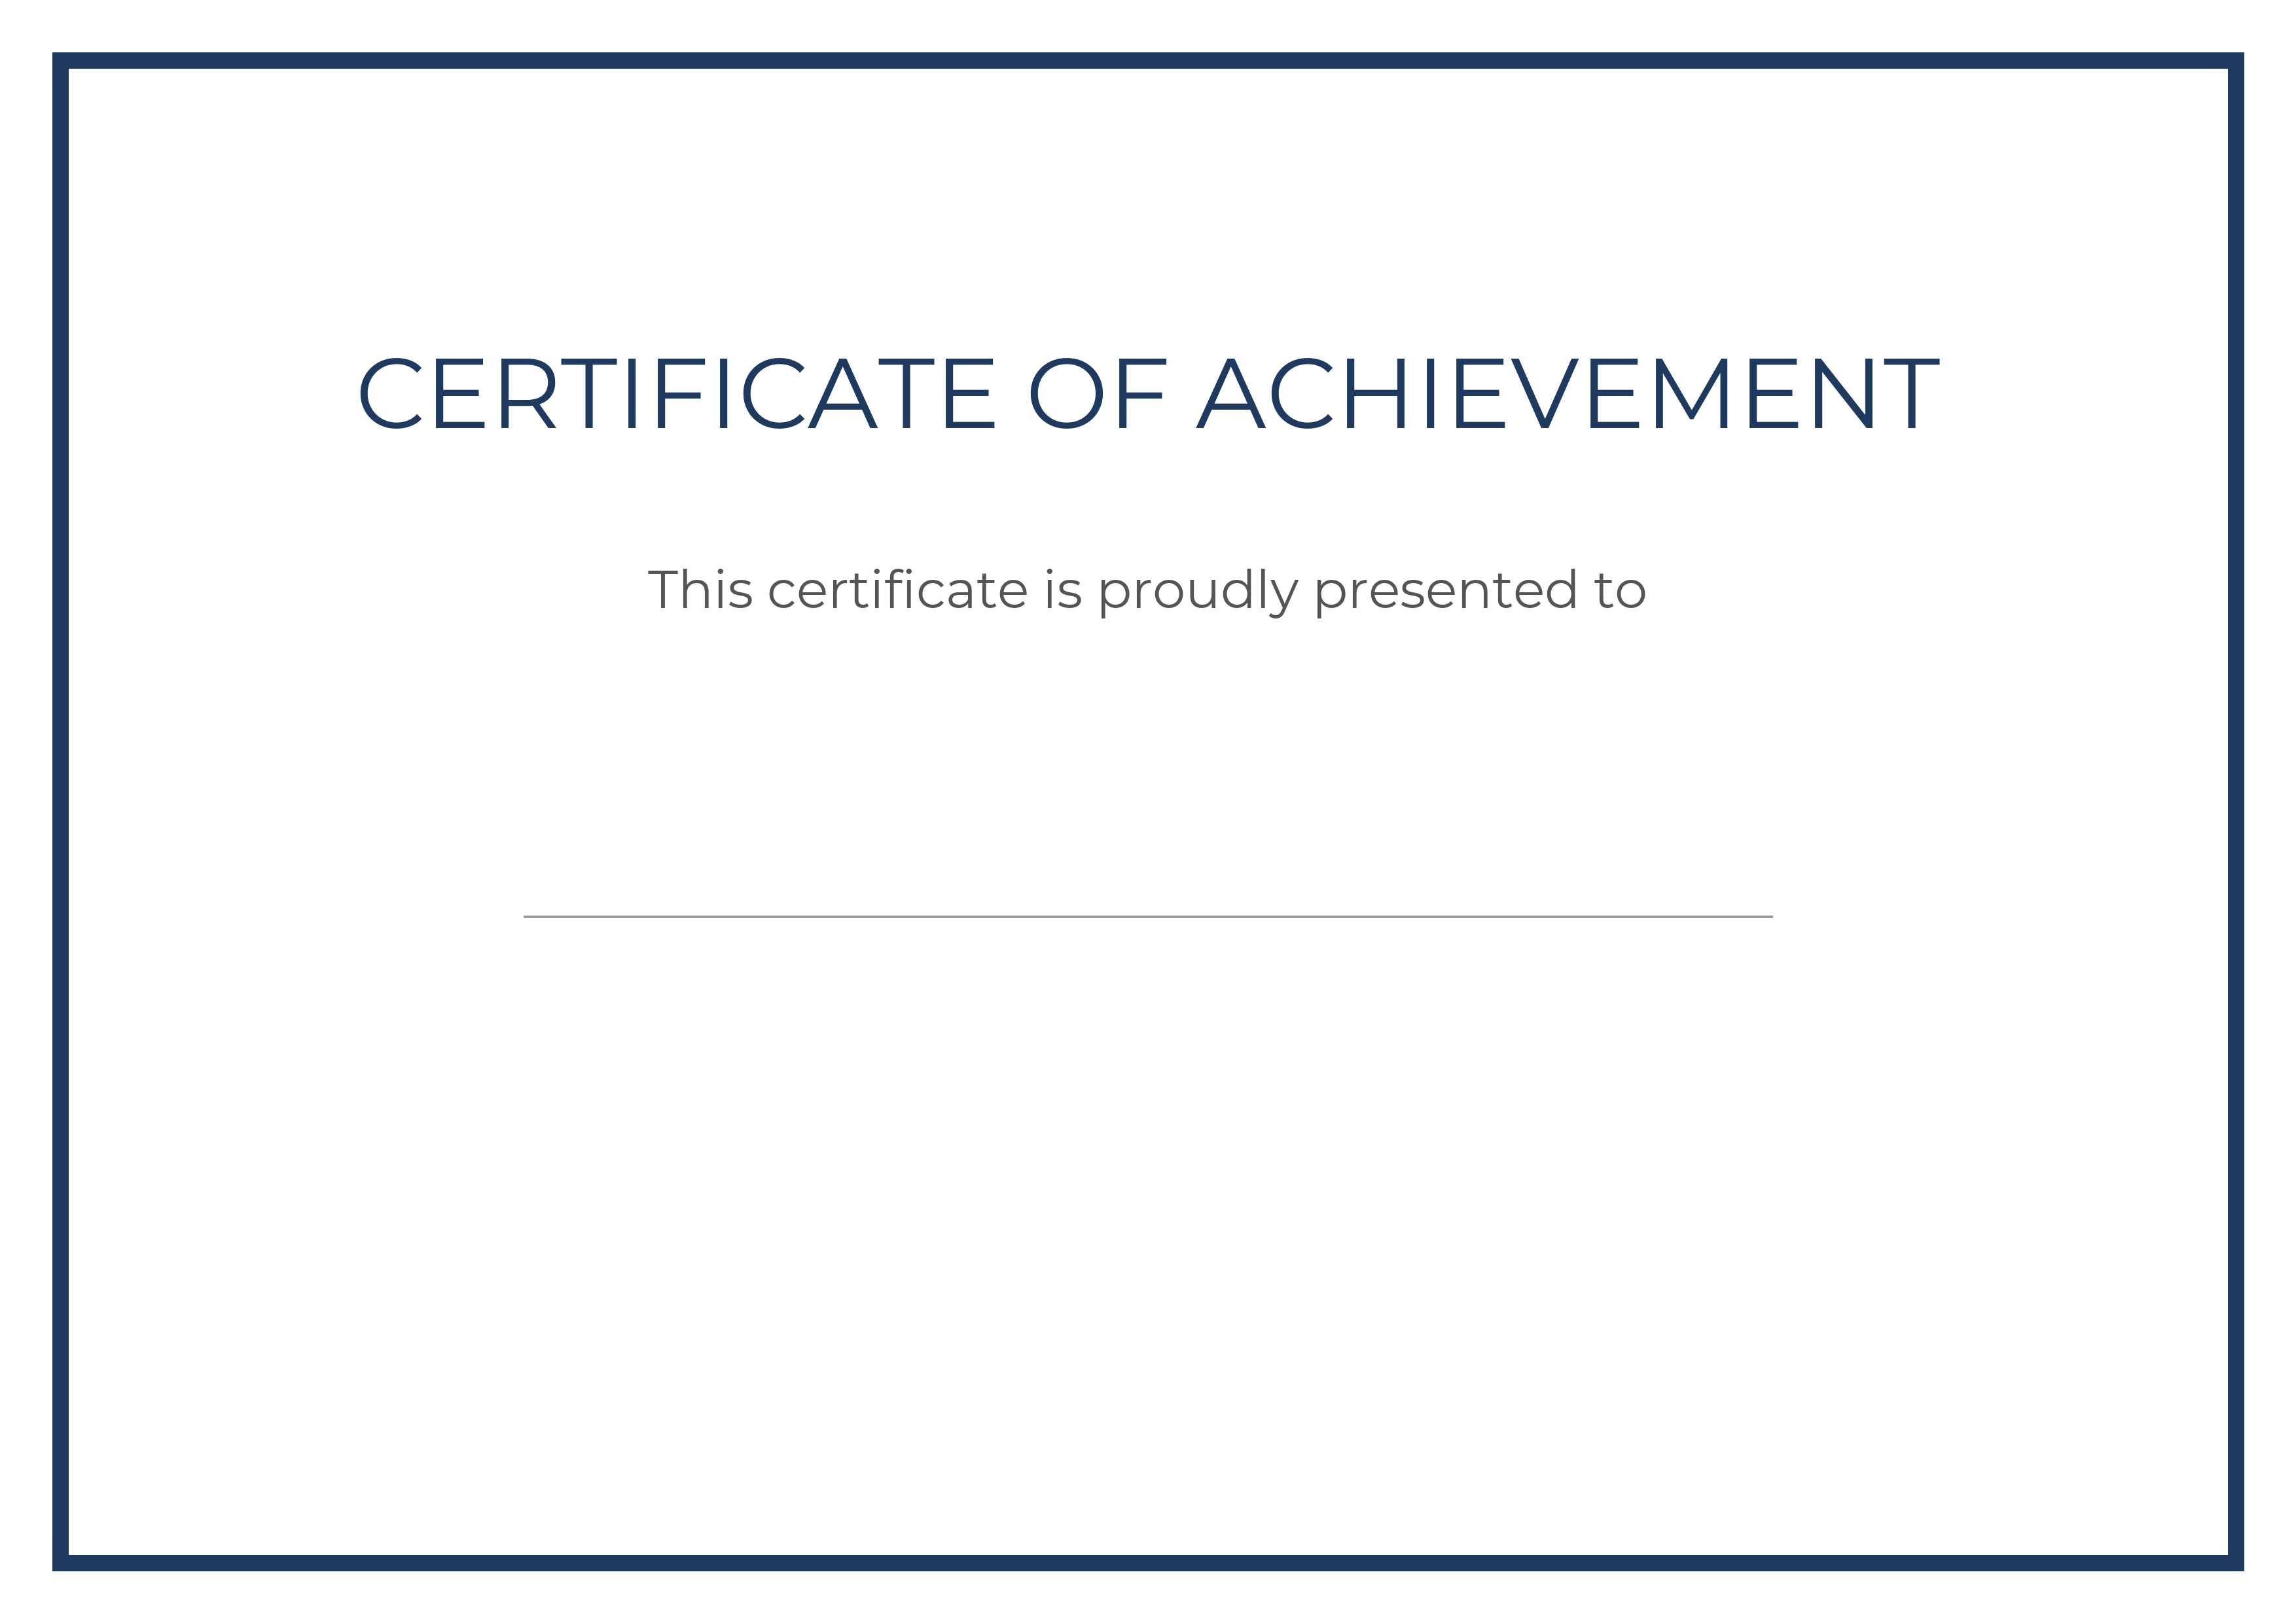 CERTIFICATE OF ACHIEVEMENT
This certificate is proudly presented to